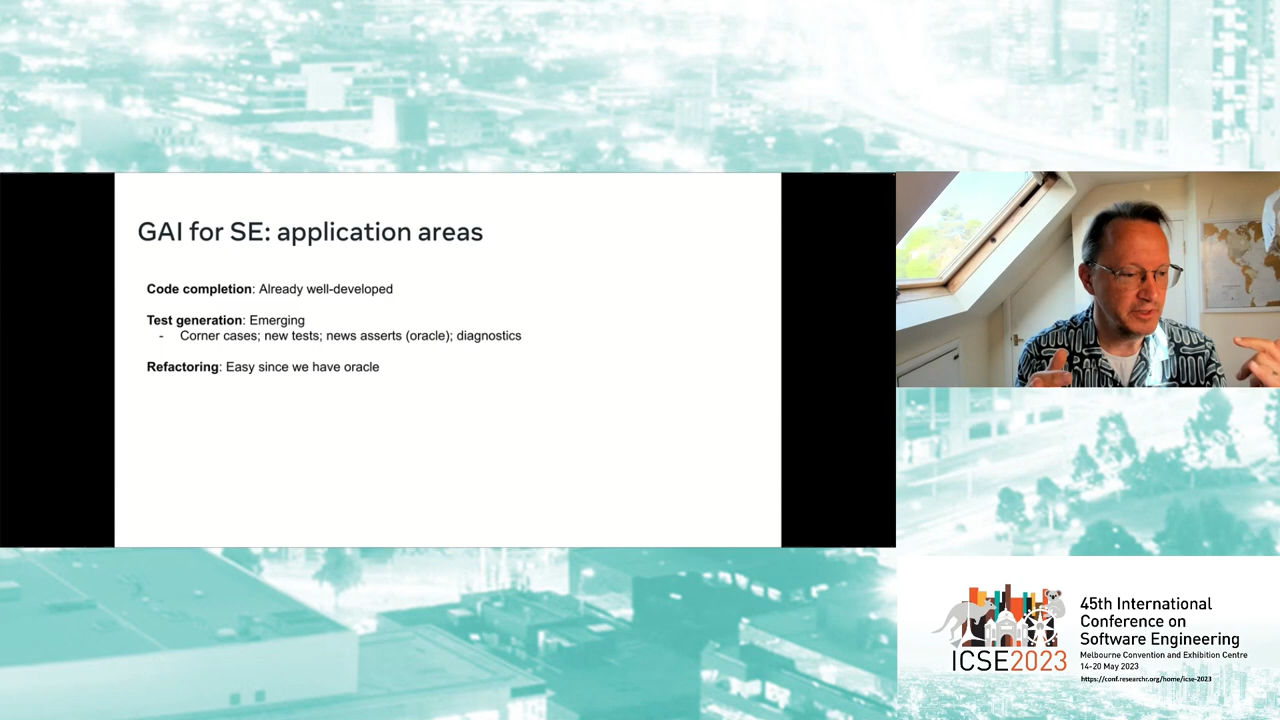 GAI for SE: application areas
Code completion: Already well-developed
Test generation: Emerging
- Corner cases; new tests; news asserts (oracle); diagnostics
Refactoring: Easy since we have oracle
ICSE2023
45th International
Conference on
Software Engineering
Melbourne Convention and Exhibition Centre
14-20 May 2023
https://conf.researchr.org/home/icse-2023